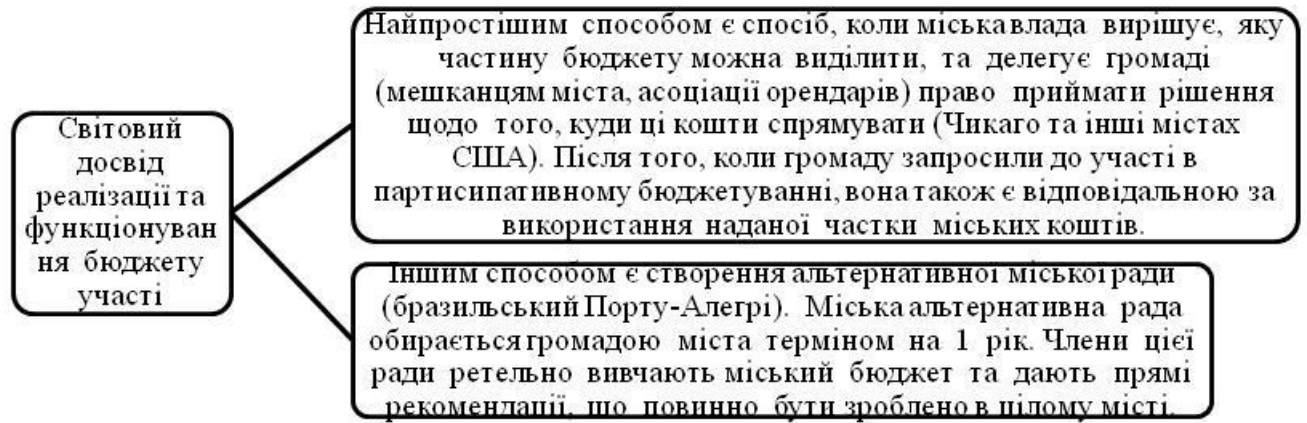 Світовий
досвід
реалізації та
функціонуван
ня бюджету
участі
Найпростішим способом є спосіб, коли міська влада вирішує, яку
частину бюджету можна виділити, та делегує громаді
(мешканцям міста, асоціації орендарів) право приймати рішення
щодо того, куди ці кошти спрямувати (Чикаго та інші містах
США). Після того, коли громаду запросили до участі в
партисипативному бюджетуванні, вона також є відповідальною за
використання наданої частки міських коштів.
Іншим способом є створення альтернативної міської ради
(бразильський Порту-Алегрі). Міська альтернативна рада
обирається громадою міста терміном на 1 рік. Члени цієї
ради ретельно вивчають міський бюджет та дають прямі
рекомендації, що повинно бути зроблено в цілому місті.